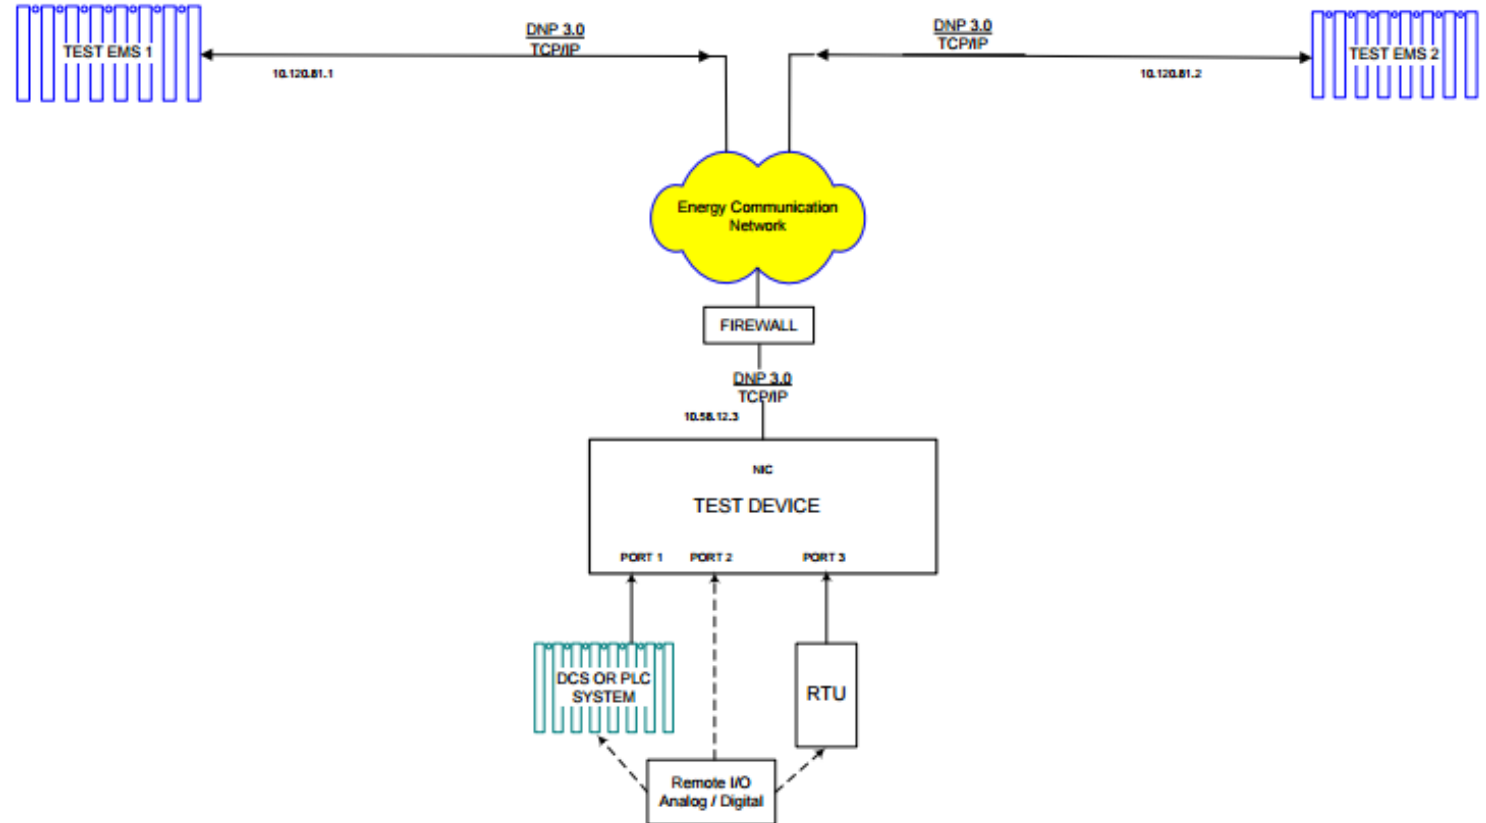 DNP 3.0
TCP/IP
DNP 3.0
TCP/IP
TEST EMS 1
TEST EMS 2
10.120.81.1
10.120.81.2
Energy Communication
Network
FIREWALL
DNP 3.0
TCP/IP
10.58.12.3
NIC
TEST DEVICE
PORT 1
PORT 2
PORT 3
DCS OR PLC
SYSTEM
RTU
Remote I/O
Analog / Digital